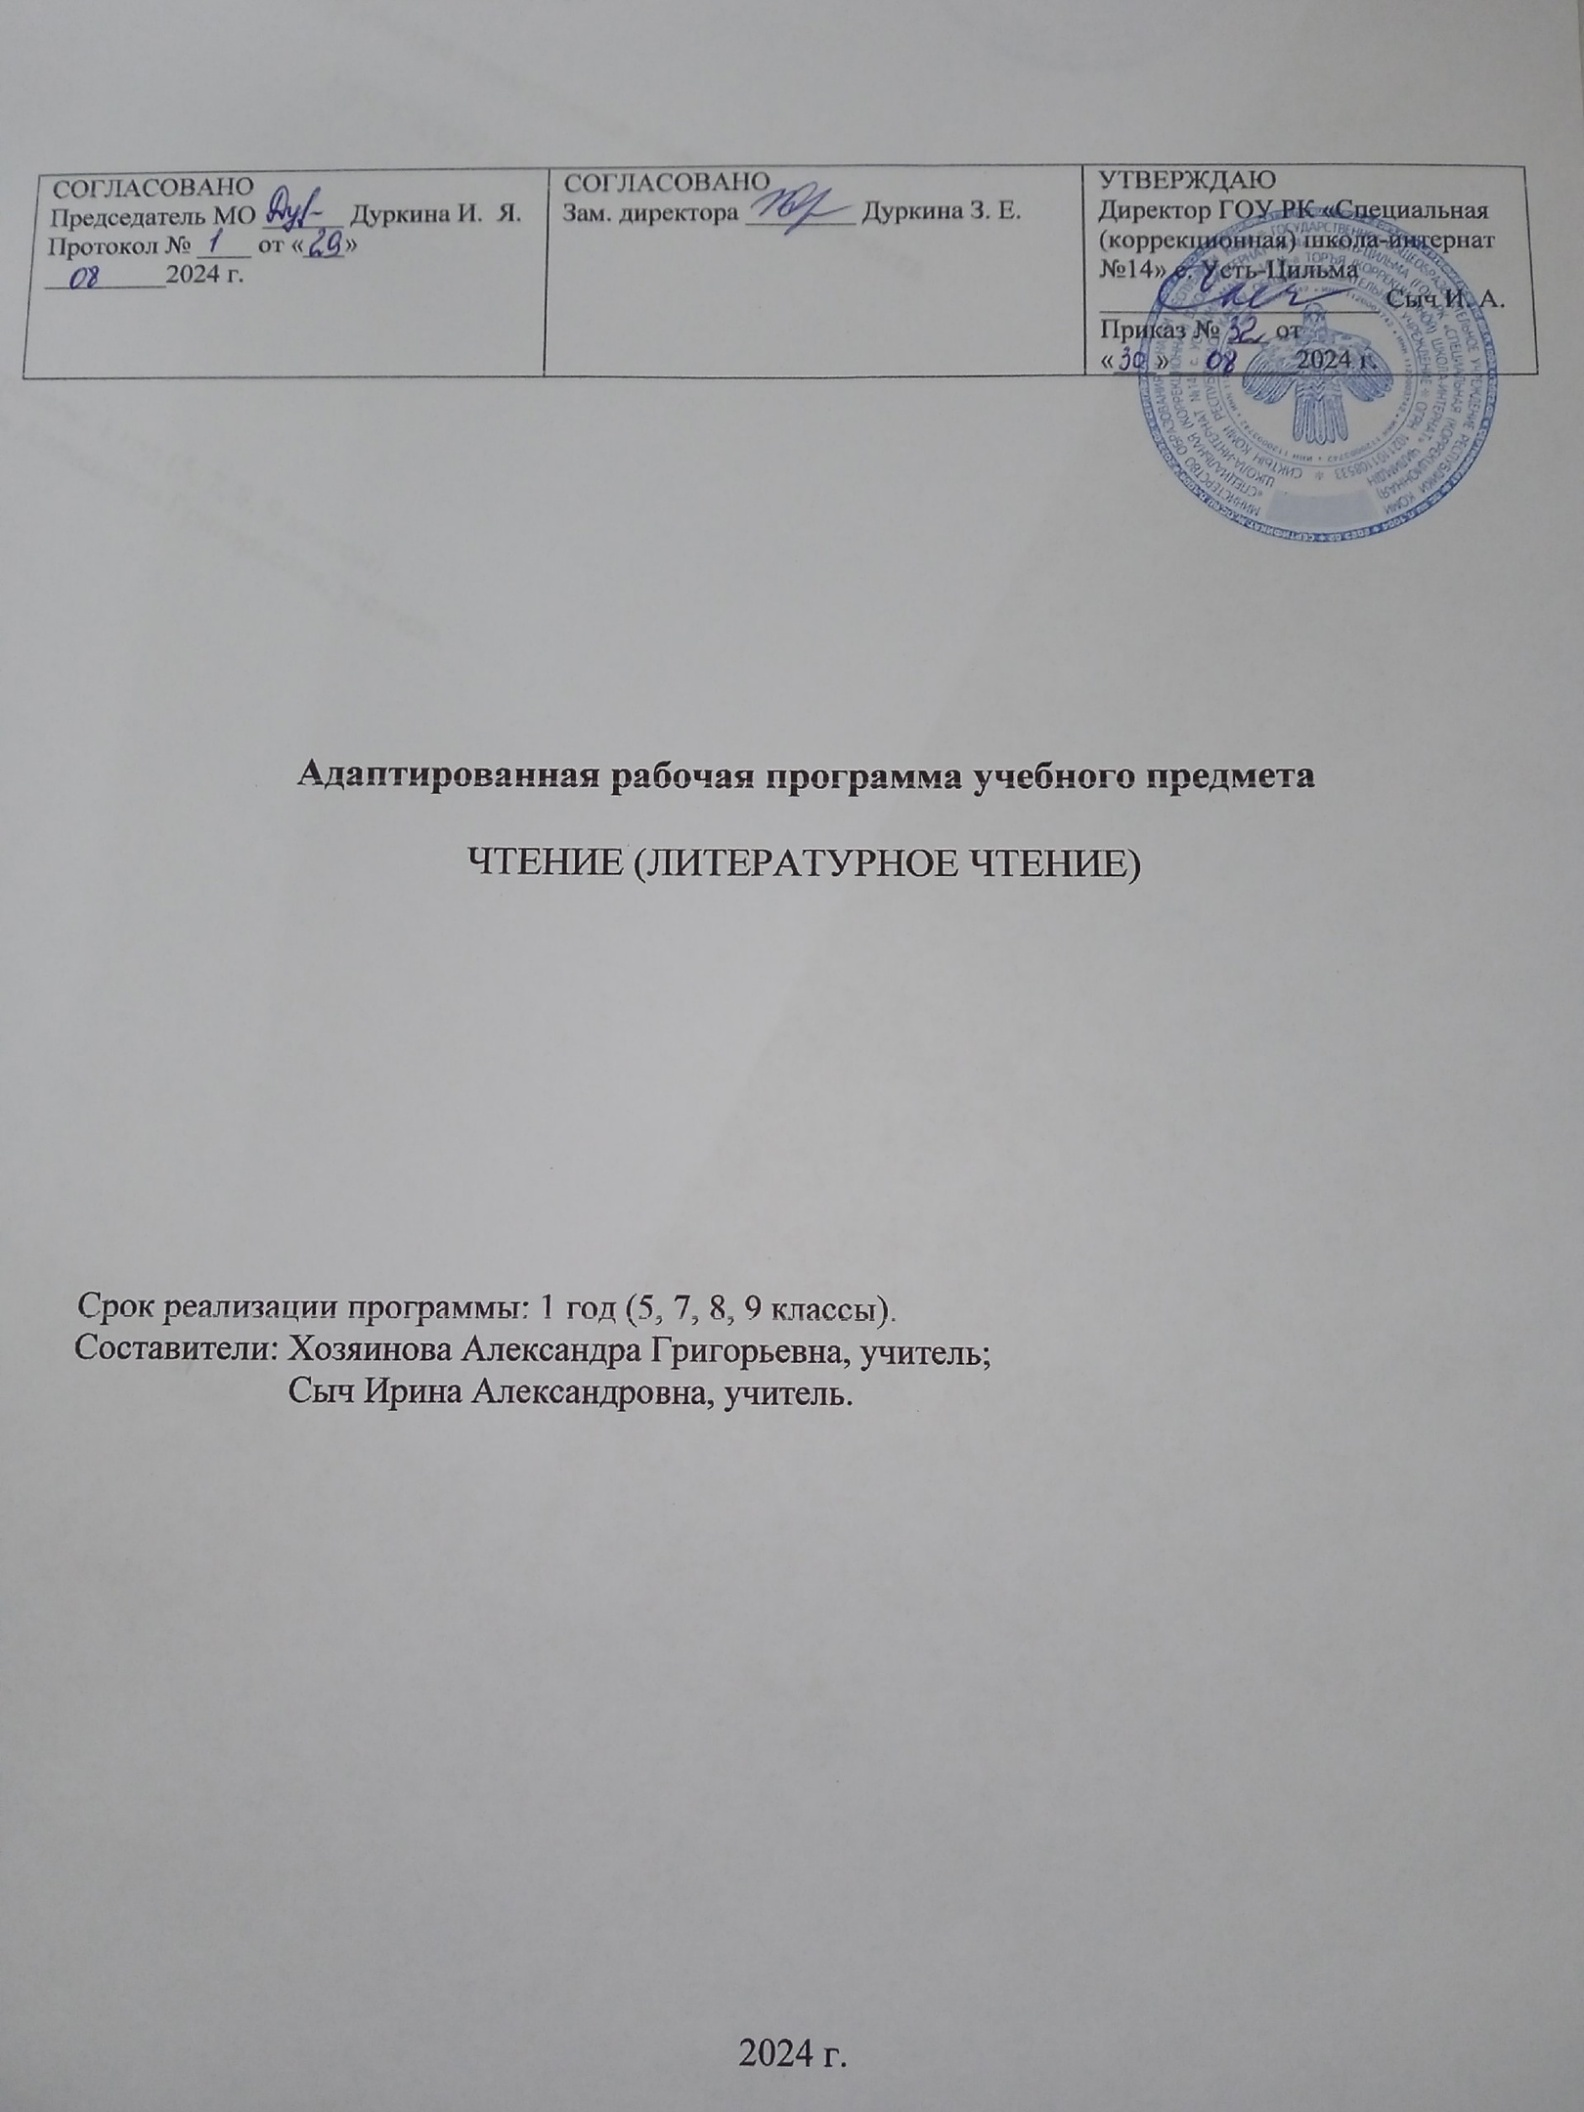 СОГЛАСОВАНО
Председатель МО ______ Дуркина И. Я.
Протокол № 1 от «29»
08 2024 г.
СОГЛАСОВАНО
Зам. директора ________ Дуркина З. Е.
УТВЕРЖДАЮ
Директор ГОУ РК «Специальная
(коррекционная) школа-интернат
№14» с. Усть-Цильма
____________________ Сыч И. А.
Приказ № 32 от
«30» 08 2024 г.
Адаптированная рабочая программа учебного предмета
ЧТЕНИЕ (ЛИТЕРАТУРНОЕ ЧТЕНИЕ)
Срок реализации программы: 1 год (5, 7, 8, 9 классы).
Составители: Хозяинова Александра Григорьевна, учитель;
Сыч Ирина Александровна, учитель.
2024 г.